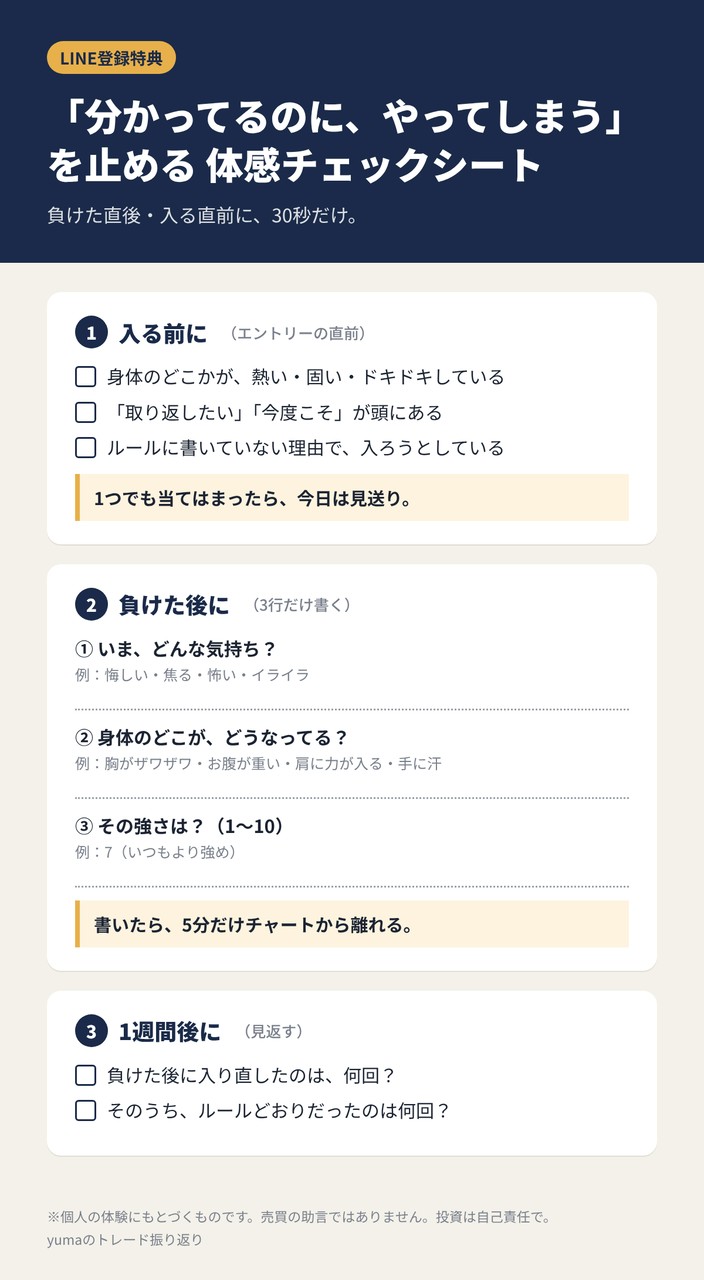 LINE登録特典
「分かってるのに、やってしまう」
を止める 体感チェックシート
負けた直後・入る直前に、30秒だけ。
1 入る前に （エントリーの直前）
身体のどこかが、熱い・固い・ドキドキしている
「取り返したい」「今度こそ」が頭にある
ルールに書いていない理由で、入ろうとしている
1つでも当てはまったら、今日は見送り。
2 負けた後に （3行だけ書く）
① いま、どんな気持ち？
例：悔しい・焦る・怖い・イライラ
② 身体のどこが、どうなってる？
例：胸がザワザワ・お腹が重い・肩に力が入る・手に汗
③ その強さは？（1〜10）
例：7（いつもより強め）
書いたら、5分だけチャートから離れる。
3 1週間後に （見返す）
負けた後に入り直したのは、何回？
そのうち、ルールどおりだったのは何回？
※個人の体験にもとづくものです。売買の助言ではありません。投資は自己責任で。
yumaのトレード振り返り